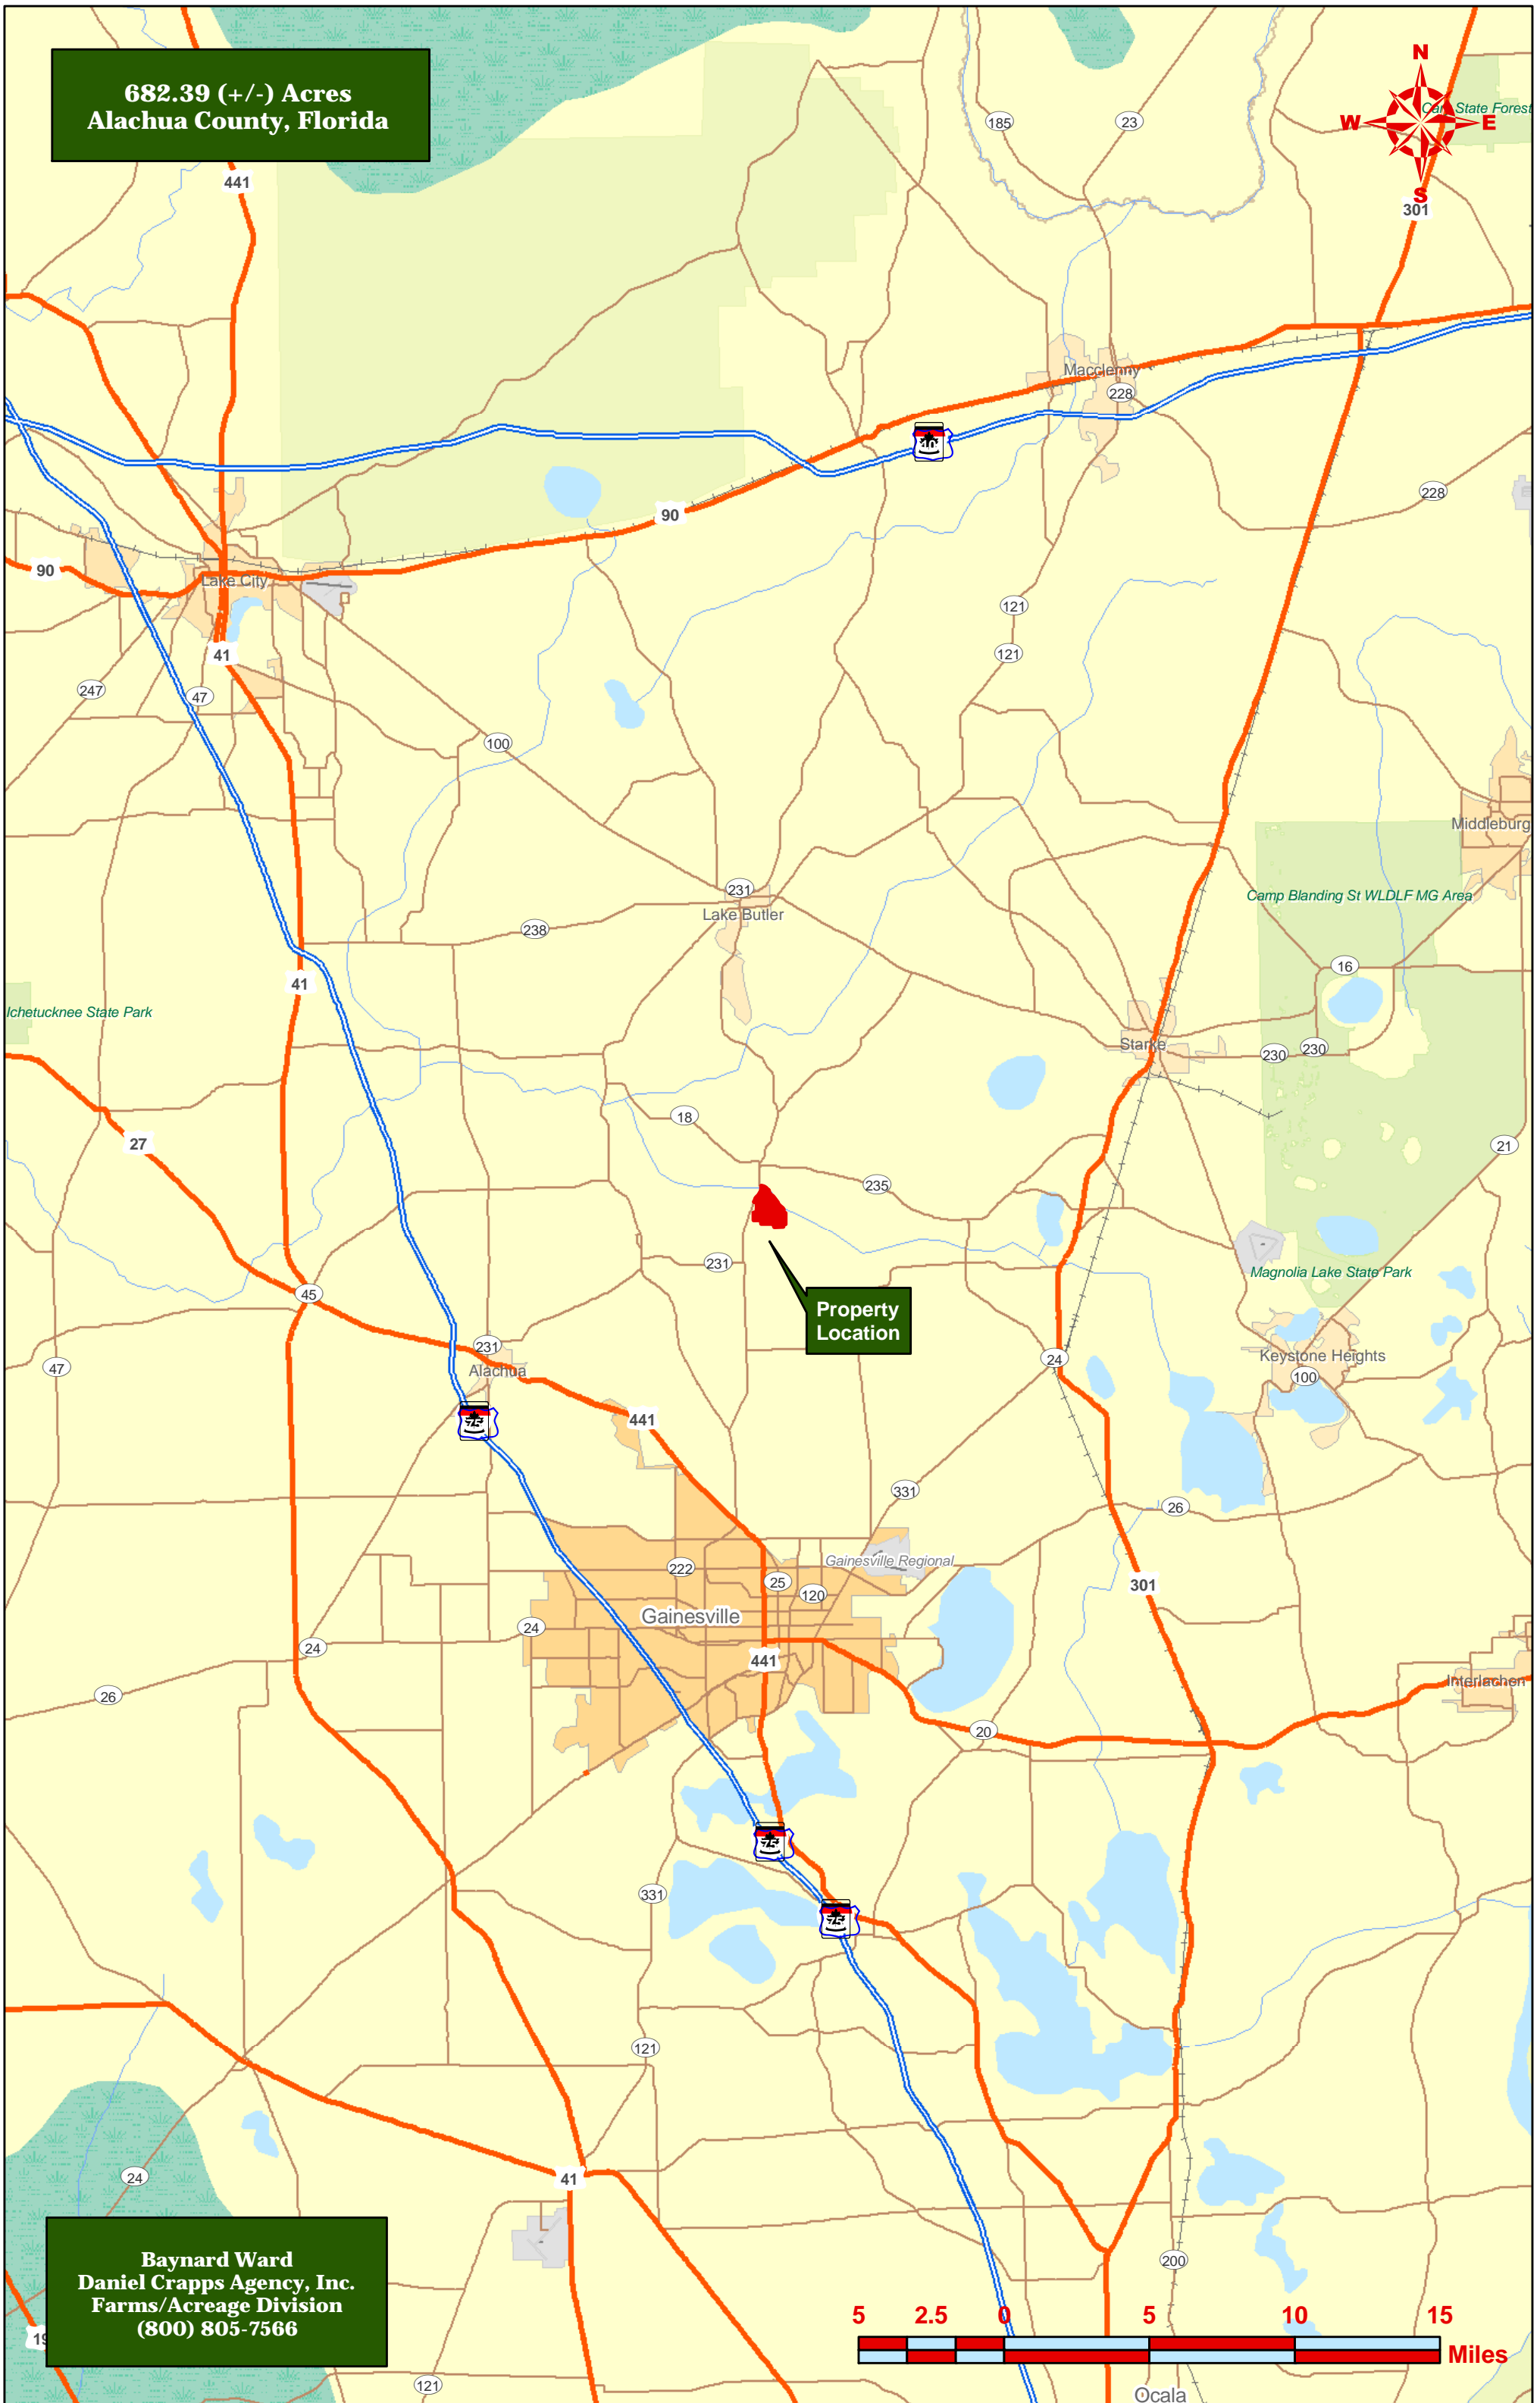 682.39 (+/-) Acres
Alachua County, Florida
N
W
E
S
State Forest
185
23
441
301
Macclenny
228
10
228
90
90
Lake City
41
121
121
247
47
100
Middleburg
231
Lake Butler
Camp Blanding St WLDLF MG Area
238
16
41
Ichetucknee State Park
Starke
230
230
18
27
21
235
231
Magnolia Lake State Park
45
Property
Location
231
Alachua
47
24
Keystone Heights
100
441
331
26
222
Gainesville Regional
25
120
301
Gainesville
24
24
441
26
Interlachen
20
331
121
24
41
200
Baynard Ward
Daniel Crapps Agency, Inc.
Farms/Acreage Division
(800) 805-7566
19
5 2.5 0 5 10 15
Miles
121
Ocala